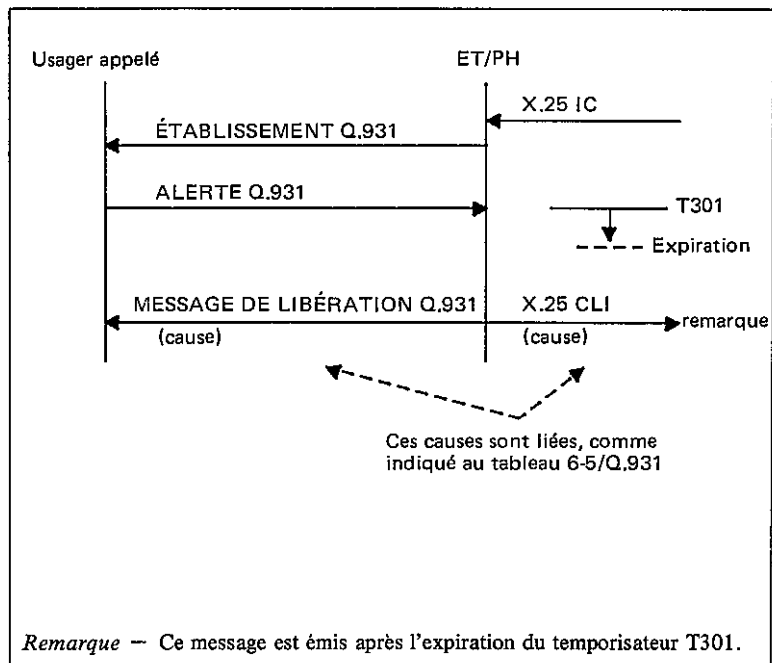 Usager appelé
ET/PH
X.25 IC
ÉTABLISSEMENT Q.931
ALERTE Q.931
T301
Expiration
MESSAGE DE LIBÉRATION Q.931
X.25 CLI
remarque
(cause)
(cause)
Ces causes sont liées, comme
indiqué au tableau 6-5/Q.931
Remarque — Ce message est émis après l'expiration du temporisateur T301.